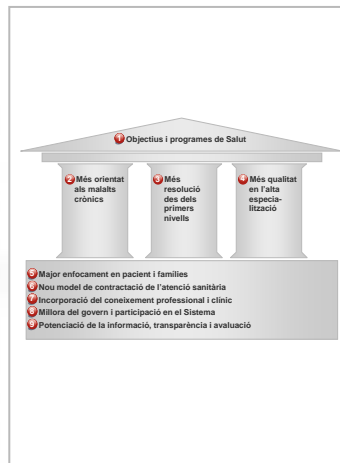 1 Objectius i programes de Salut
2 Més orientat
als malalts
crònics
3 Més
resolució
des dels
primers
nivells
4 Més qualitat
en l'alta
especia-
lització
5 Major enfocament en pacient i famílies
6 Nou model de contractació de l'atenció sanitària
7 Incorporació del coneixement professional i clínic
8 Millora del govern i participació en el Sistema
9 Potenciació de la informació, transparència i avaluació